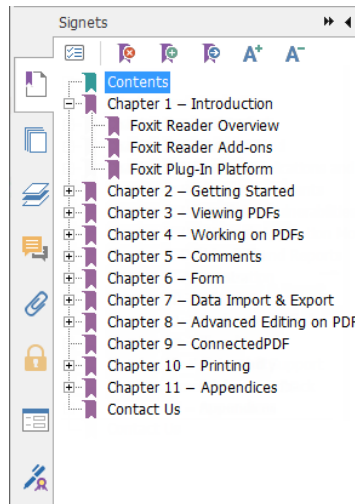 Signets
A+ A-
Contents
Chapter 1 – Introduction
Foxit Reader Overview
Foxit Reader Add-ons
Foxit Plug-In Platform
Chapter 2 – Getting Started
Chapter 3 – Viewing PDFs
Chapter 4 – Working on PDFs
Chapter 5 – Comments
Chapter 6 – Form
Chapter 7 – Data Import & Export
Chapter 8 – Advanced Editing on PDF
Chapter 9 – ConnectedPDF
Chapter 10 – Printing
Chapter 11 – Appendices
Contact Us